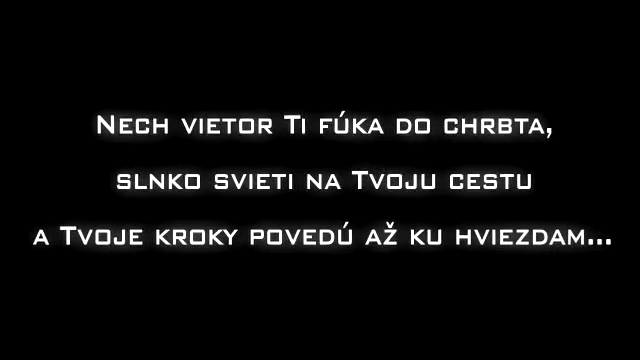 Nech vietor Ti fúka do chrbta,
slnko svieti na Tvoju cestu
a Tvoje kroky povedú až ku hviezdam...